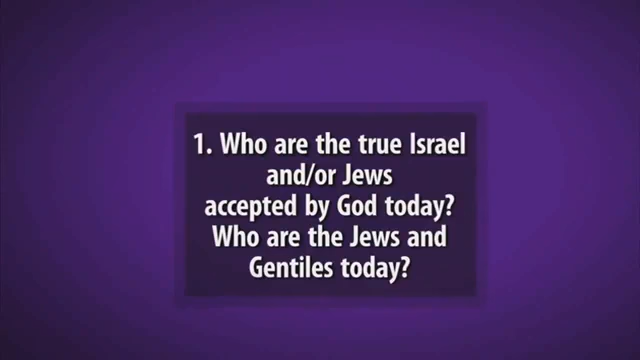 1. Who are the true Israel
and/or Jews
accepted by God today?
Who are the Jews and
Gentiles today?